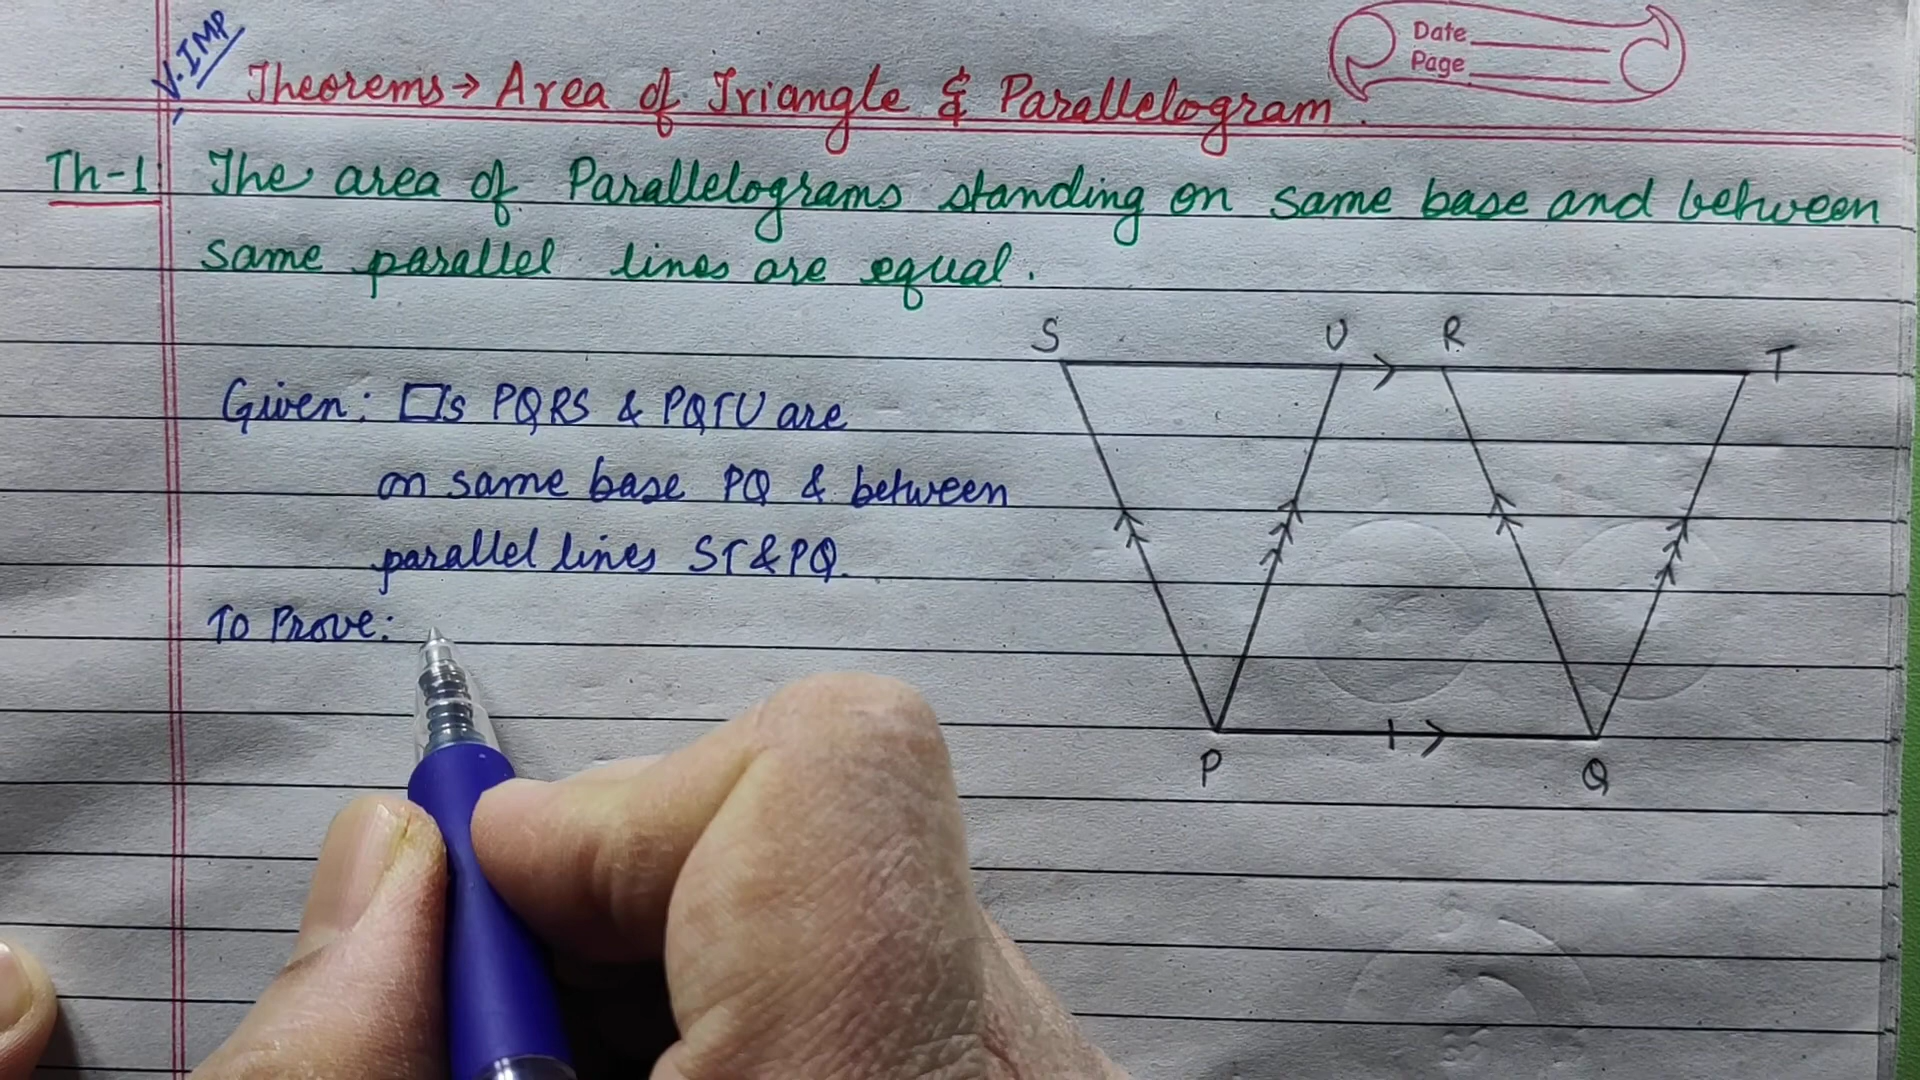 V. IMP
Date
Page
Theorems → Area of Triangle & Parallelogram.
Th-1: The area of Parallelograms standing on same base and between
same parallel lines are equal.
S U R T
Given: □s PQRS & PQTU are
on same base PQ & between
parallel lines ST & PQ.
To Prove:
P Q